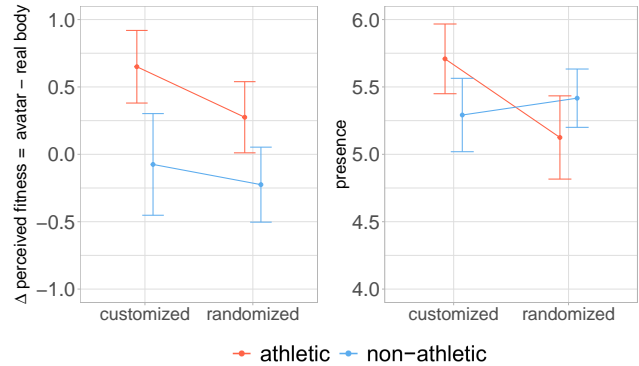 Δ perceived fitness = avatar − real body
1.0
0.5
0.0
−0.5
−1.0
customized randomized
presence
6.0
5.5
5.0
4.5
4.0
customized randomized
athletic non−athletic